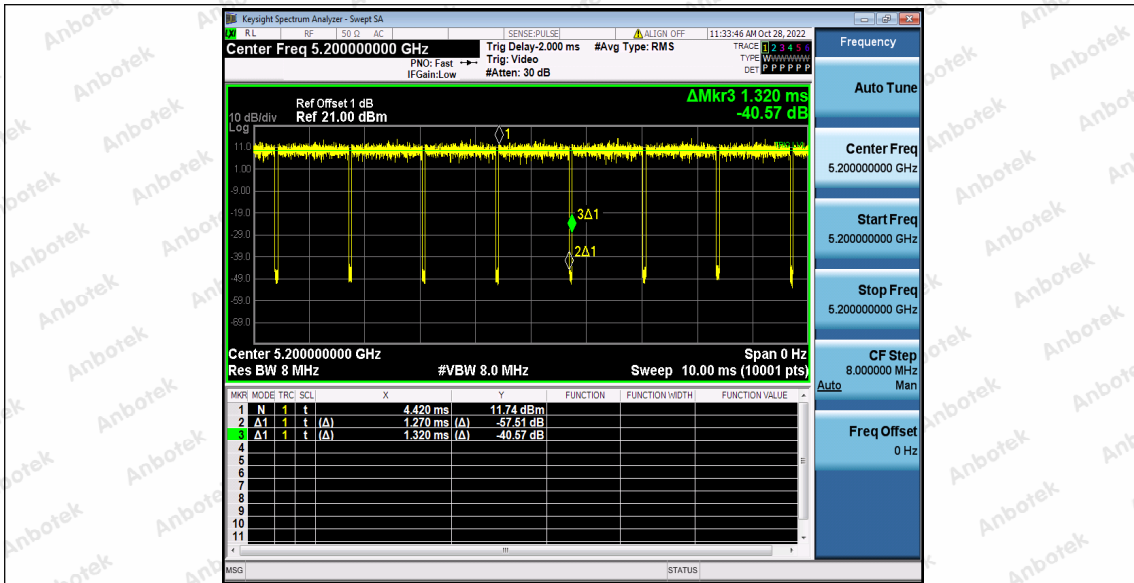 Keysight Spectrum Analyzer - Swept SA
LXI RL RF 50 Ω AC SENSE:PULSE ALIGN OFF 11:33:46 AM Oct 28, 2022
Center Freq 5.200000000 GHz
PNO: Fast
IFGain:Low
Trig Delay-2.000 ms
Trig: Video
#Atten: 30 dB
#Avg Type: RMS
TRACE 1 2 3 4 5 6
TYPE WWWWWW
DET P P P P P P
ΔMkr3 1.320 ms
-40.57 dB
Ref Offset 1 dB
10 dB/div Ref 21.00 dBm
Log
1
11.0
1.00
-9.00
-19.0
-29.0
-39.0
-49.0
-59.0
-69.0
3Δ1
2Δ1
Center 5.200000000 GHz Span 0 Hz
Res BW 8 MHz #VBW 8.0 MHz Sweep 10.00 ms (10001 pts)
MKR MODE TRC SCL X Y FUNCTION FUNCTION WIDTH FUNCTION VALUE
1 N 1 t 4.420 ms 11.74 dBm
2 Δ1 1 t (Δ) 1.270 ms (Δ) -57.51 dB
3 Δ1 1 t (Δ) 1.320 ms (Δ) -40.57 dB
4
5
6
7
8
9
10
11
MSG STATUS
Frequency
Auto Tune
Center Freq
5.200000000 GHz
Start Freq
5.200000000 GHz
Stop Freq
5.200000000 GHz
CF Step
8.000000 MHz
Auto Man
Freq Offset
0 Hz
Anbotek